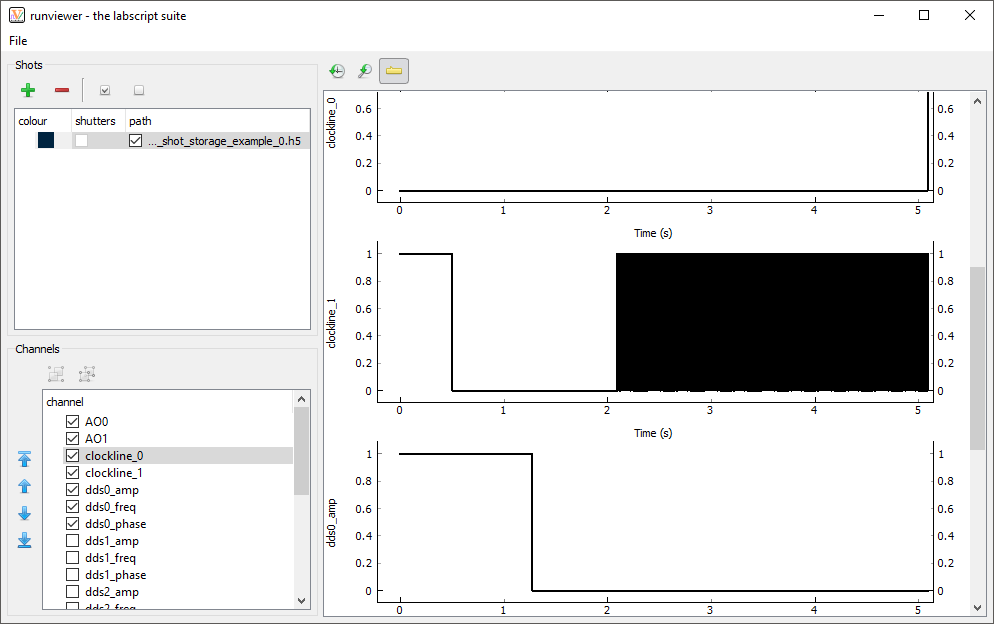 runviewer - the labscript suite
File
Shots
colour shutters path
..._shot_storage_example_0.h5
Channels
channel
AO0
AO1
clockline_0
clockline_1
dds0_amp
dds0_freq
dds0_phase
dds1_amp
dds1_freq
dds1_phase
dds2_amp
dds2_freq
clockline_0
0.6 0.6
0.4 0.4
0.2 0.2
0 0
0 1 2 3 4 5
Time (s)
clockline_1
1 1
0.8 0.8
0.6 0.6
0.4 0.4
0.2 0.2
0 0
0 1 2 3 4 5
Time (s)
dds0_amp
1 1
0.8 0.8
0.6 0.6
0.4 0.4
0.2 0.2
0 0
0 1 2 3 4 5